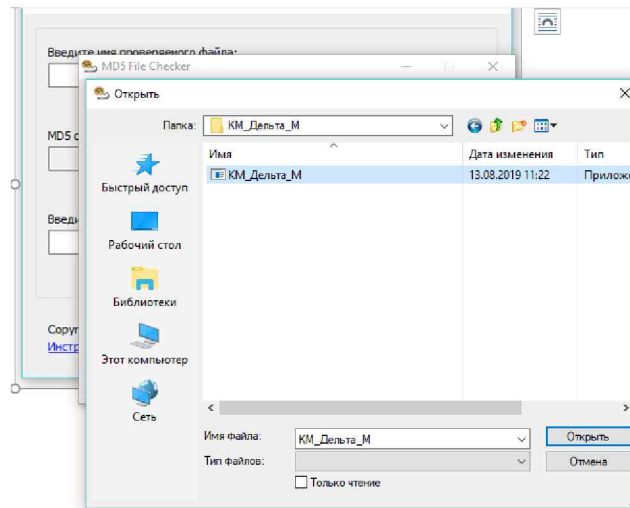 Введите имя проверяемого файла:
MD5 File Checker
Открыть
Папка:
КМ_Дельта_М
Имя
Дата изменения
Тип
КМ_Дельта_М
13.08.2019 11:22
Быстрый доступ
Рабочий стол
Библиотеки
Этот компьютер
Сеть
Имя файла:
КМ_Дельта_М
Открыть
Тип файлов:
Отмена
Только чтение
MD5